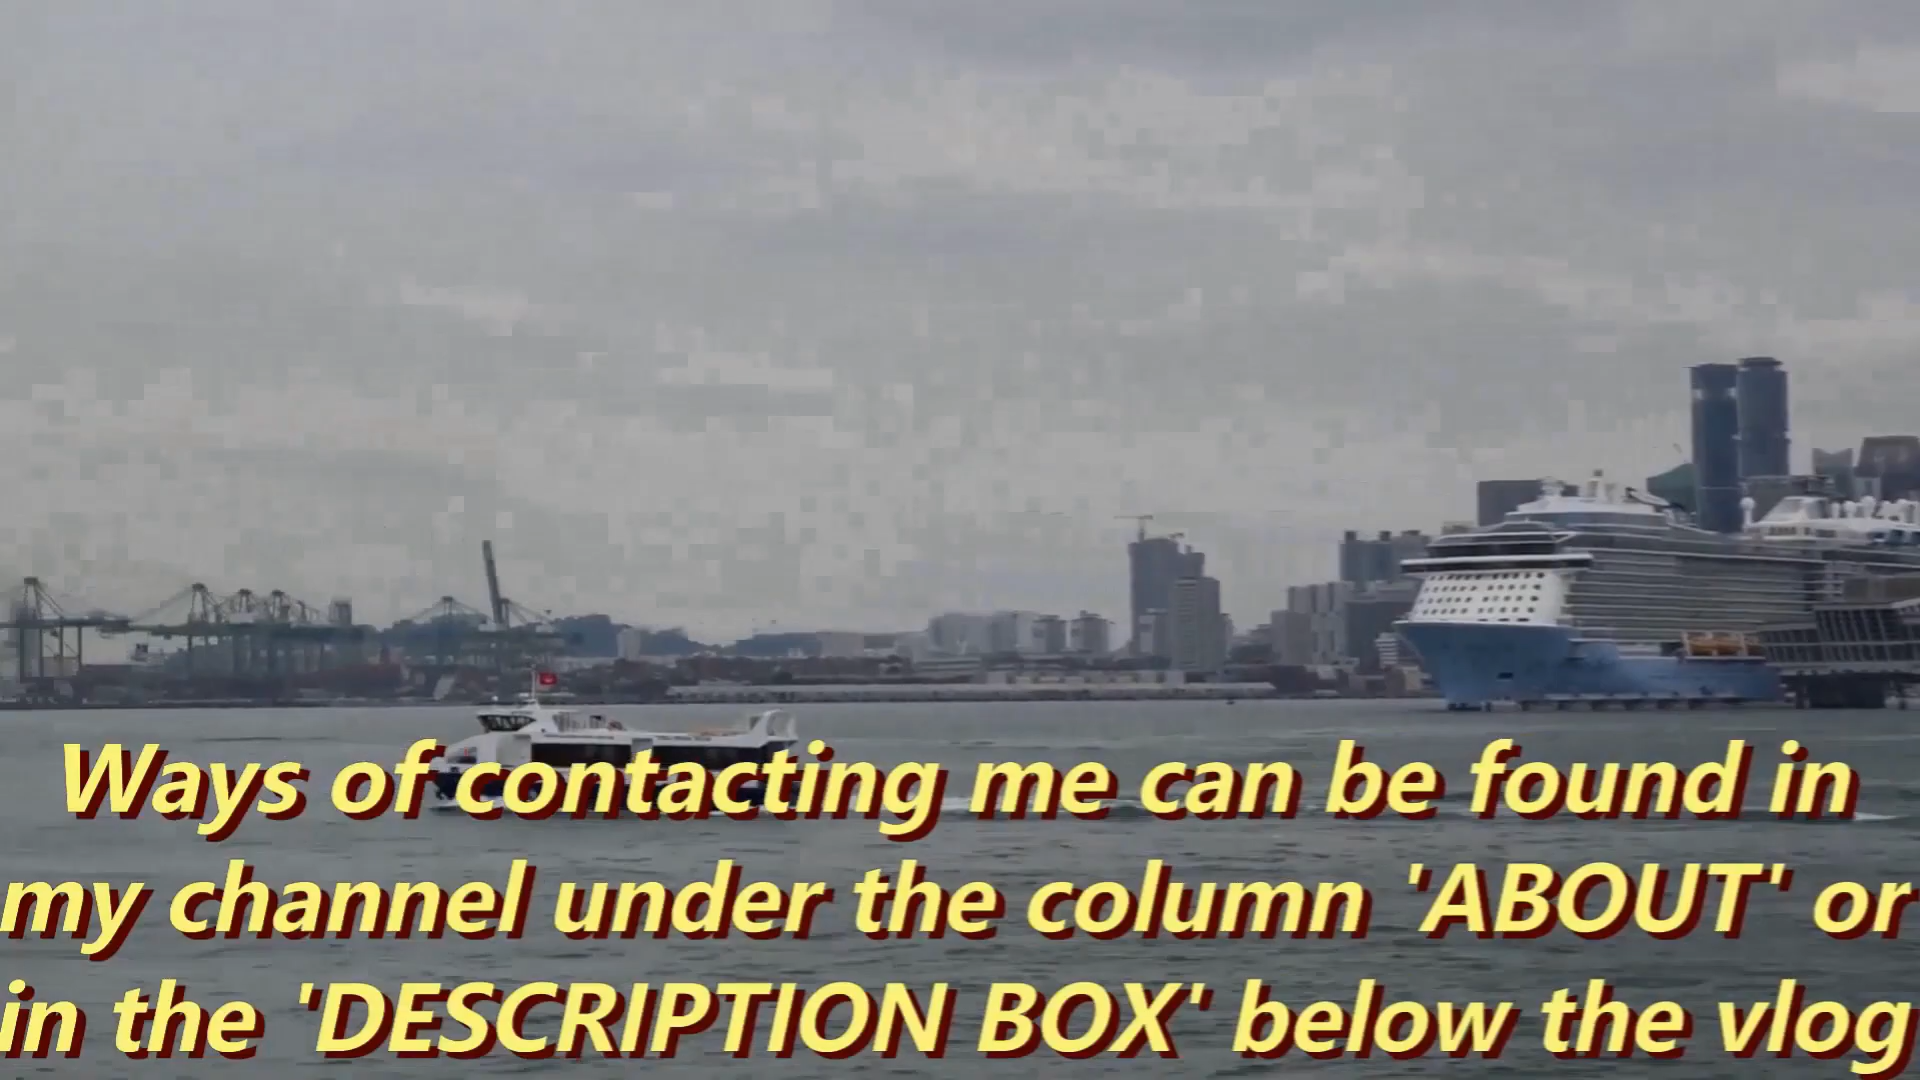 Ways of contacting me can be found in
my channel under the column 'ABOUT' or
in the 'DESCRIPTION BOX' below the vlog